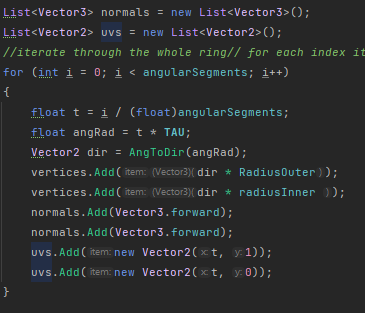 List<Vector3> normals = new List<Vector3>();
List<Vector2> uvs = new List<Vector2>();
//iterate through the whole ring// for each index it
for (int i = 0; i < angularSegments; i++)
{
float t = i / (float)angularSegments;
float angRad = t * TAU;
Vector2 dir = AngToDir(angRad);
vertices.Add( item: (Vector3)( dir * RadiusOuter ) );
vertices.Add( item: (Vector3)( dir * radiusInner ) );
normals.Add(Vector3.forward);
normals.Add(Vector3.forward);
uvs.Add( item: new Vector2( x: t, y: 1));
uvs.Add( item: new Vector2( x: t, y: 0));
}